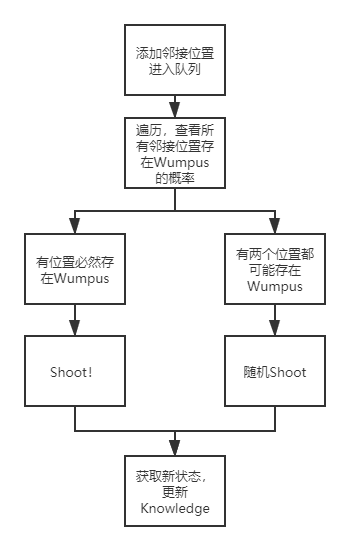 添加邻接位置
进入队列
遍历，查看所
有邻接位置存
在Wumpus
的概率
有位置必然存
在Wumpus
有两个位置都
可能存在
Wumpus
Shoot！
随机Shoot
获取新状态，
更新
Knowledge